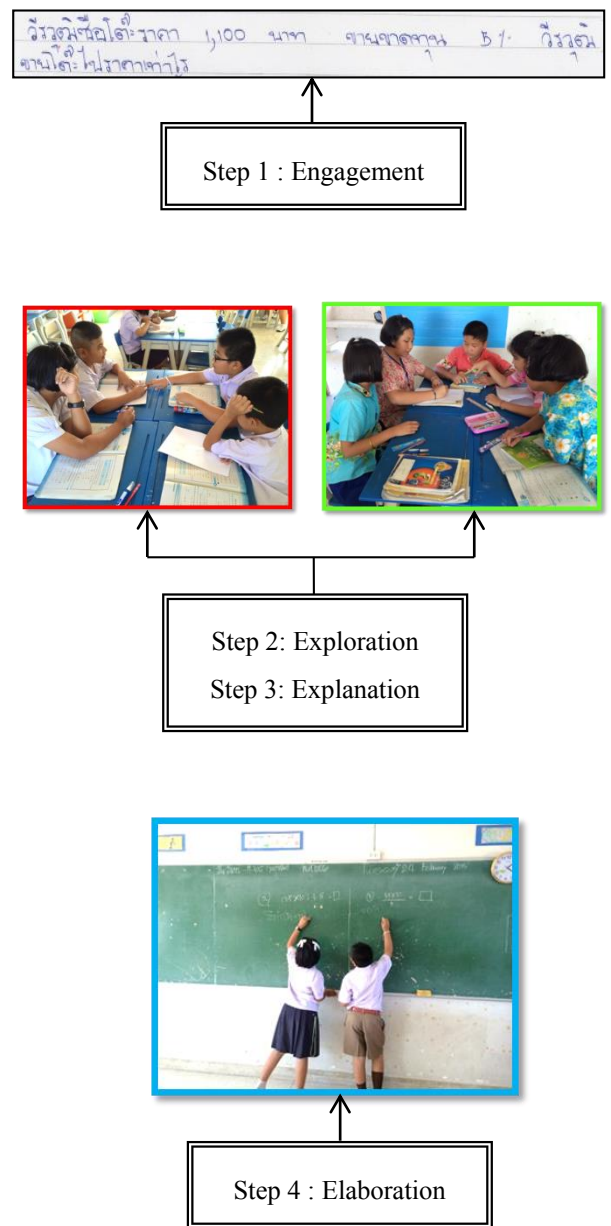 วีรวุฒิซื้อโต๊ะราคา 1,100 บาท ขายขาดทุน 5% วีรวุฒิ
ขายโต๊ะไปราคาเท่าไร
Step 1 : Engagement
Step 2: Exploration
Step 3: Explanation
Step 4 : Elaboration